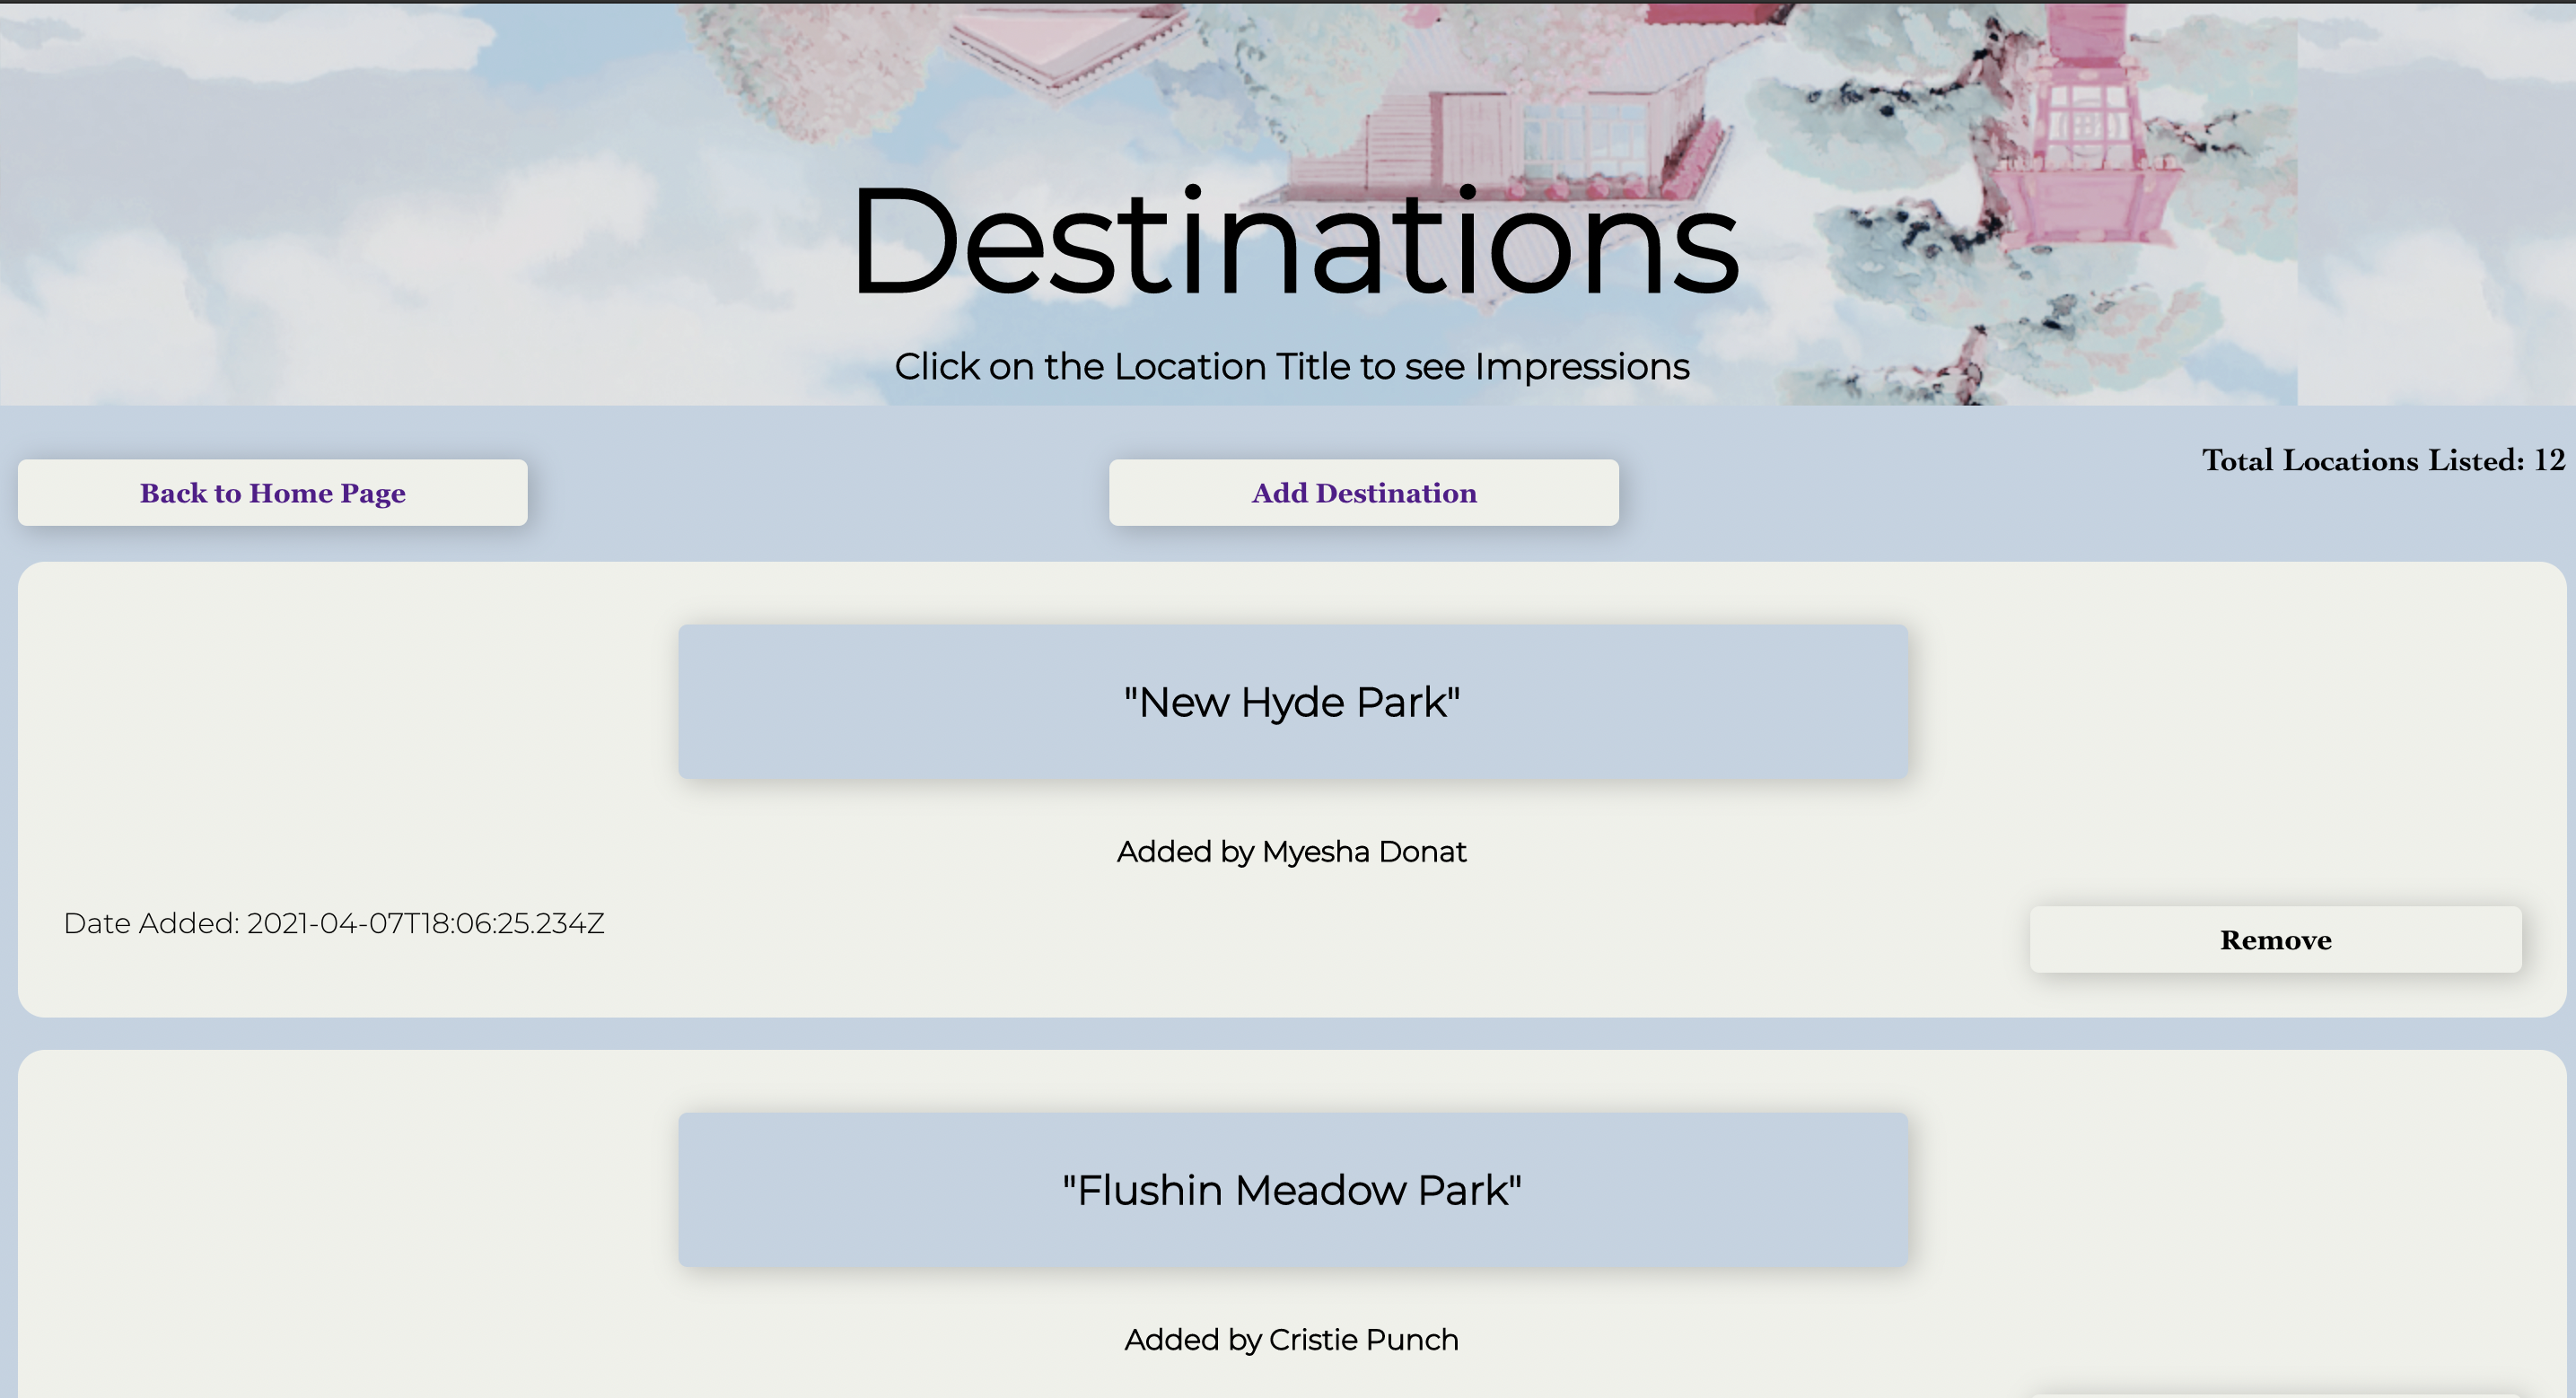 Destinations
Click on the Location Title to see Impressions
Back to Home Page
Add Destination
Total Locations Listed: 12
"New Hyde Park"
Added by Myesha Donat
Date Added: 2021-04-07T18:06:25.234Z
Remove
"Flushin Meadow Park"
Added by Cristie Punch